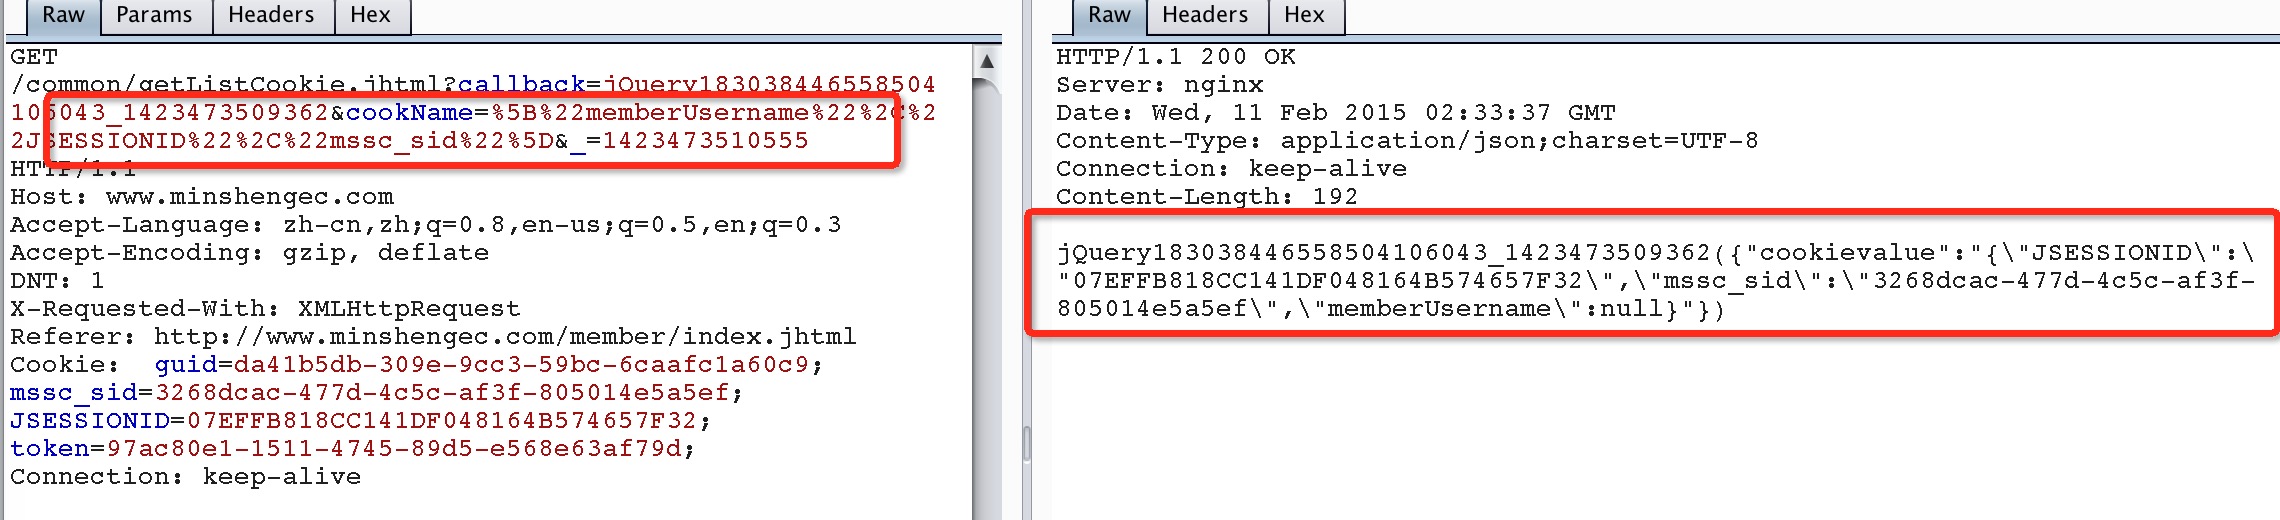 Raw Params Headers Hex
GET
/common/getListCookie.jhtml?callback=jQuery183038446558504
106043_1423473509362&cookName=%5B%22memberUsername%22%2C%2
2JSESSIONID%22%2C%22mssc_sid%22%5D&_=1423473510555
HTTP/1.1
Host: www.minshengec.com
Accept-Language: zh-cn,zh;q=0.8,en-us;q=0.5,en;q=0.3
Accept-Encoding: gzip, deflate
DNT: 1
X-Requested-With: XMLHttpRequest
Referer: http://www.minshengec.com/member/index.jhtml
Cookie:  guid=da41b5db-309e-9cc3-59bc-6caafc1a60c9;
mssc_sid=3268dcac-477d-4c5c-af3f-805014e5a5ef;
JSESSIONID=07EFFB818CC141DF048164B574657F32;
token=97ac80e1-1511-4745-89d5-e568e63af79d;
Connection: keep-alive
Raw Headers Hex
HTTP/1.1 200 OK
Server: nginx
Date: Wed, 11 Feb 2015 02:33:37 GMT
Content-Type: application/json;charset=UTF-8
Connection: keep-alive
Content-Length: 192
jQuery183038446558504106043_1423473509362({"cookievalue":"{\"JSESSIONID\":\
"07EFFB818CC141DF048164B574657F32\",\"mssc_sid\":\"3268dcac-477d-4c5c-af3f-
805014e5a5ef\",\"memberUsername\":null}"})